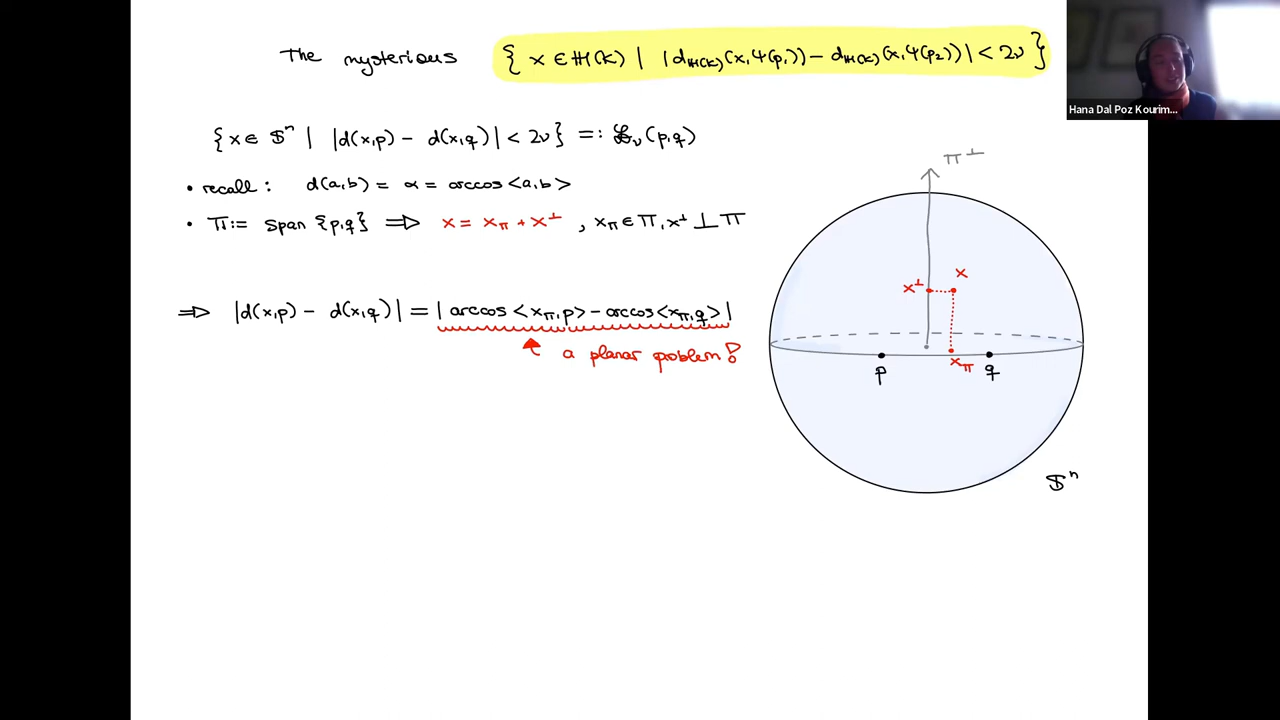 The mysterious { x ∈ ℍ(k) | |d_ℍ(k)(x, Ψ(p₁)) − d_ℍ(k)(x, Ψ(p₂))| < 2ν }
Hana Dal Poz Kourim...
{ x ∈ 𝕊ⁿ | |d(x,p) − d(x,q)| < 2ν } =: ℒ_ν(p,q)
• recall : d(a,b) = α = arccos <a,b>
• Π := span {p,q} ⟹ x = x_Π + x^⊥ , x_Π ∈ Π, x^⊥ ⊥ Π
⟹ |d(x,p) − d(x,q)| = | arccos <x_Π,p> − arccos <x_Π,q> |
a planar problem !
Π^⊥
x
x^⊥
x_Π
p
q
𝕊ⁿ